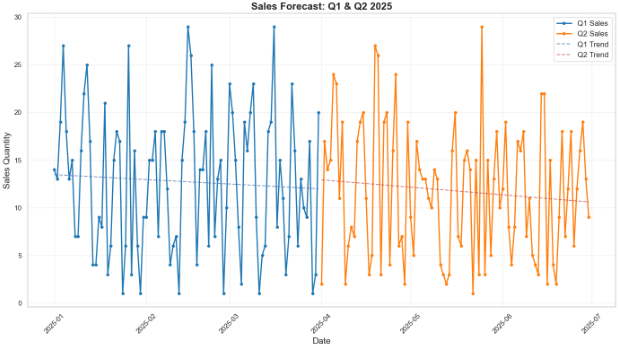 Sales Forecast: Q1 & Q2 2025
Q1 Sales
Q2 Sales
Q1 Trend
Q2 Trend
Sales Quantity
30
25
20
15
10
5
0
2025-01
2025-02
2025-03
2025-04
2025-05
2025-06
2025-07
Date